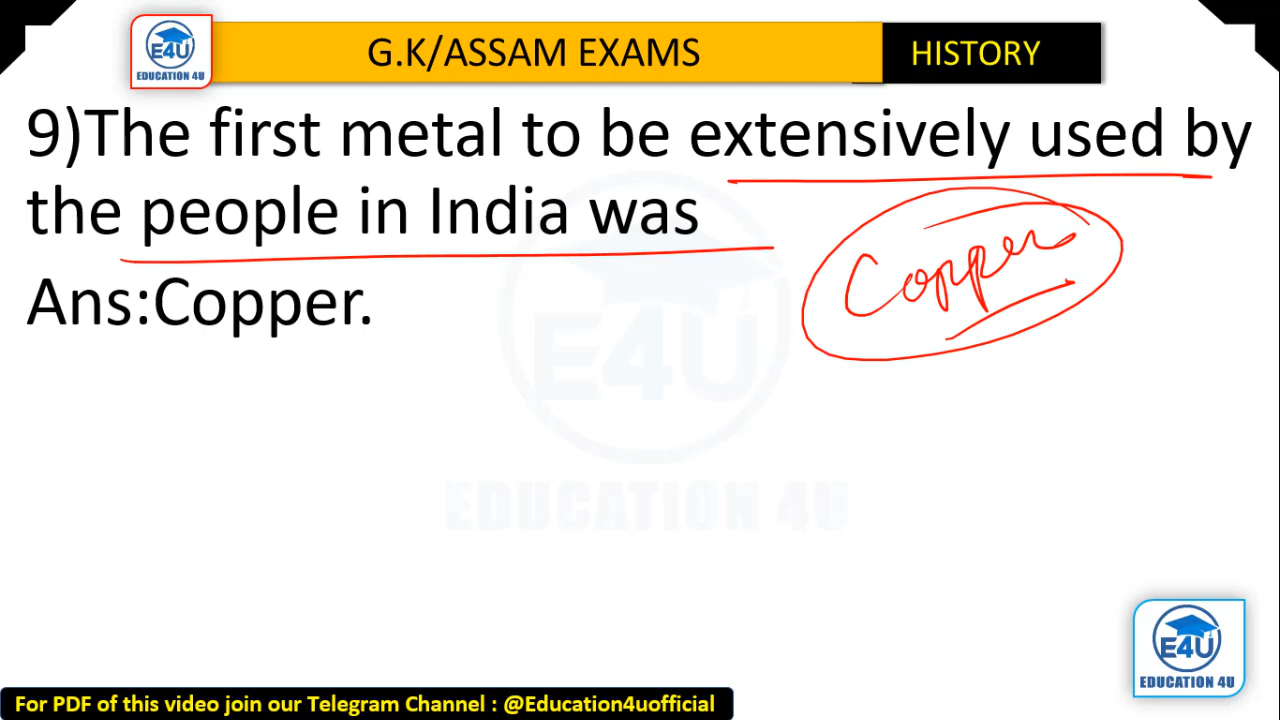 E4U
EDUCATION 4U
G.K/ASSAM EXAMS
HISTORY
9)The first metal to be extensively used by
the people in India was
Copper
Ans:Copper.
E4U
EDUCATION 4U
E4U
EDUCATION 4U
For PDF of this video join our Telegram Channel : @Education4uofficial